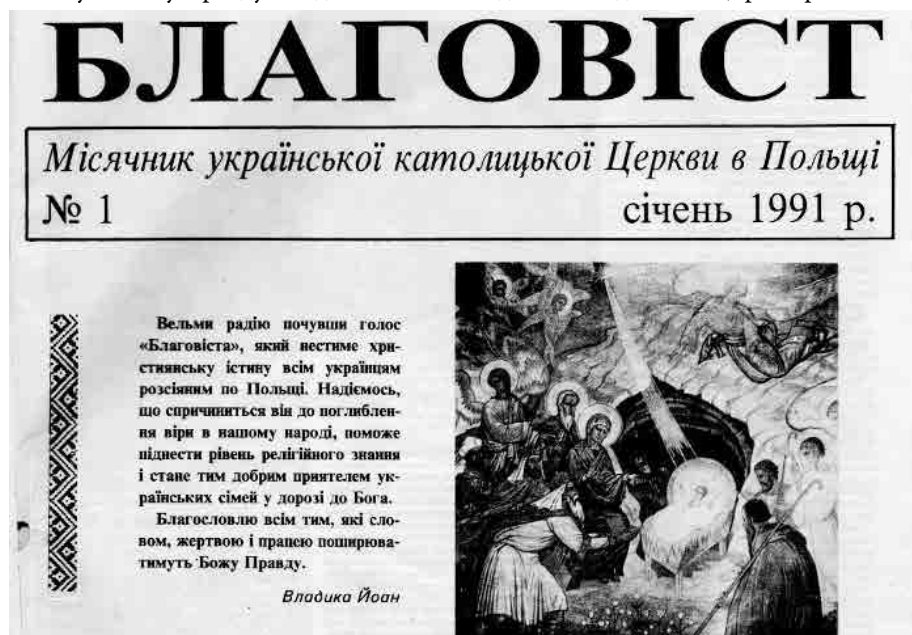 БЛАГОВІСТ
Місячник української католицької Церкви в Польщі
№ 1 січень 1991 р.
Вельми радію почувши голос
«Благовіста», який нестиме хри-
стиянську істину всім українцям
розсіяним по Польщі. Надіємось,
що спричиниться він до поглиблен-
ня віри в нашому народі, поможе
піднести рівень релігійного знання
і стане тим добрим приятелем ук-
раїнських сімей у дорозі до Бога.
Благословлю всім тим, які сло-
вом, жертвою і працею поширюва-
тимуть Божу Правду.
Владика Йоан